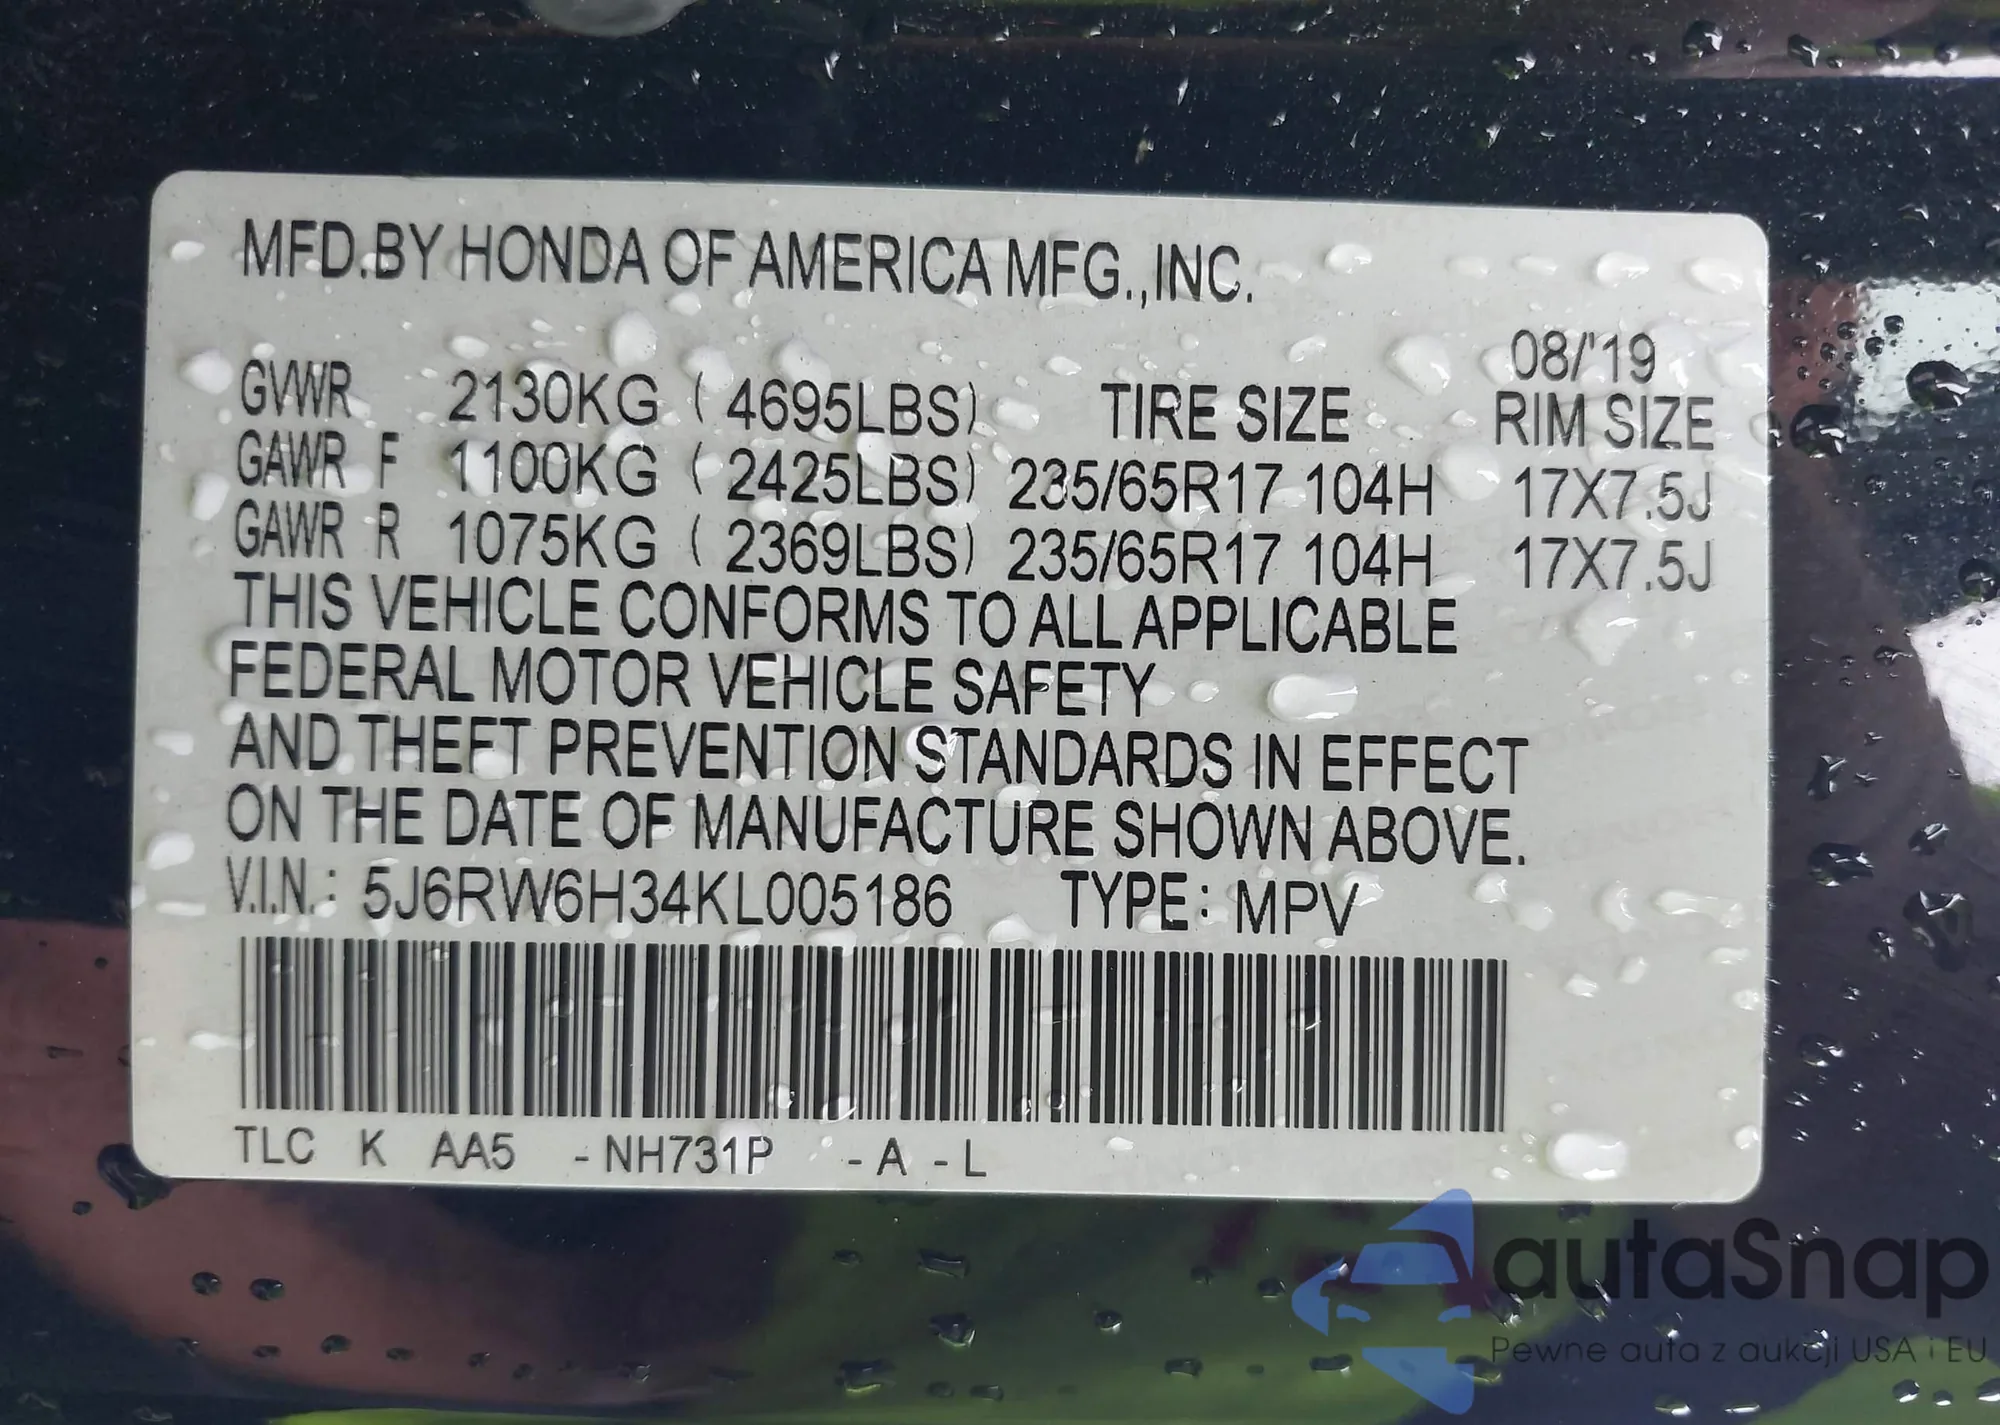 MFD.BY HONDA OF AMERICA MFG.,INC.
08/'19
GVWR 2130KG ( 4695LBS) TIRE SIZE RIM SIZE
GAWR F 1100KG ( 2425LBS) 235/65R17 104H 17X7.5J
GAWR R 1075KG ( 2369LBS) 235/65R17 104H 17X7.5J
THIS VEHICLE CONFORMS TO ALL APPLICABLE
FEDERAL MOTOR VEHICLE SAFETY
AND THEFT PREVENTION STANDARDS IN EFFECT
ON THE DATE OF MANUFACTURE SHOWN ABOVE.
V.I.N.: 5J6RW6H34KL005186 TYPE: MPV
TLC K AA5 -NH731P -A -L
autaSnap
Pewne auta z aukcji USA i EU